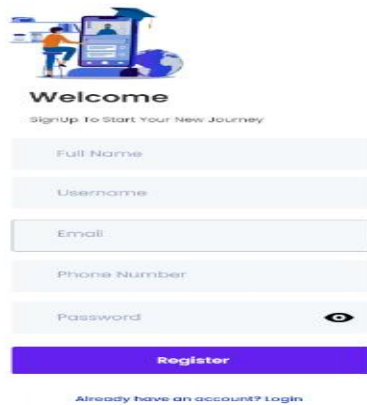 Welcome
SignUp To Start Your New Journey
Full Name
Username
Email
Phone Number
Password
Register
Already have an account? Login